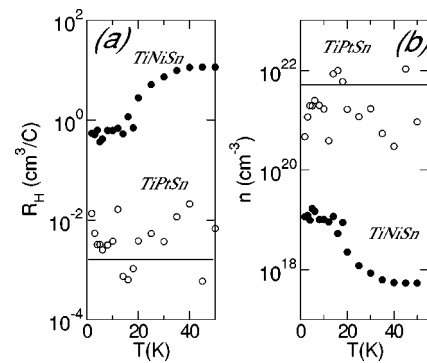 (a)
TiNiSn
10^2
10^0
10^-2
10^-4
R_H (cm^3/C)
TiPtSn
0 20 40
T(K)
TiPtSn
(b)
10^22
10^20
10^18
n (cm^-3)
TiNiSn
0 20 40
T(K)